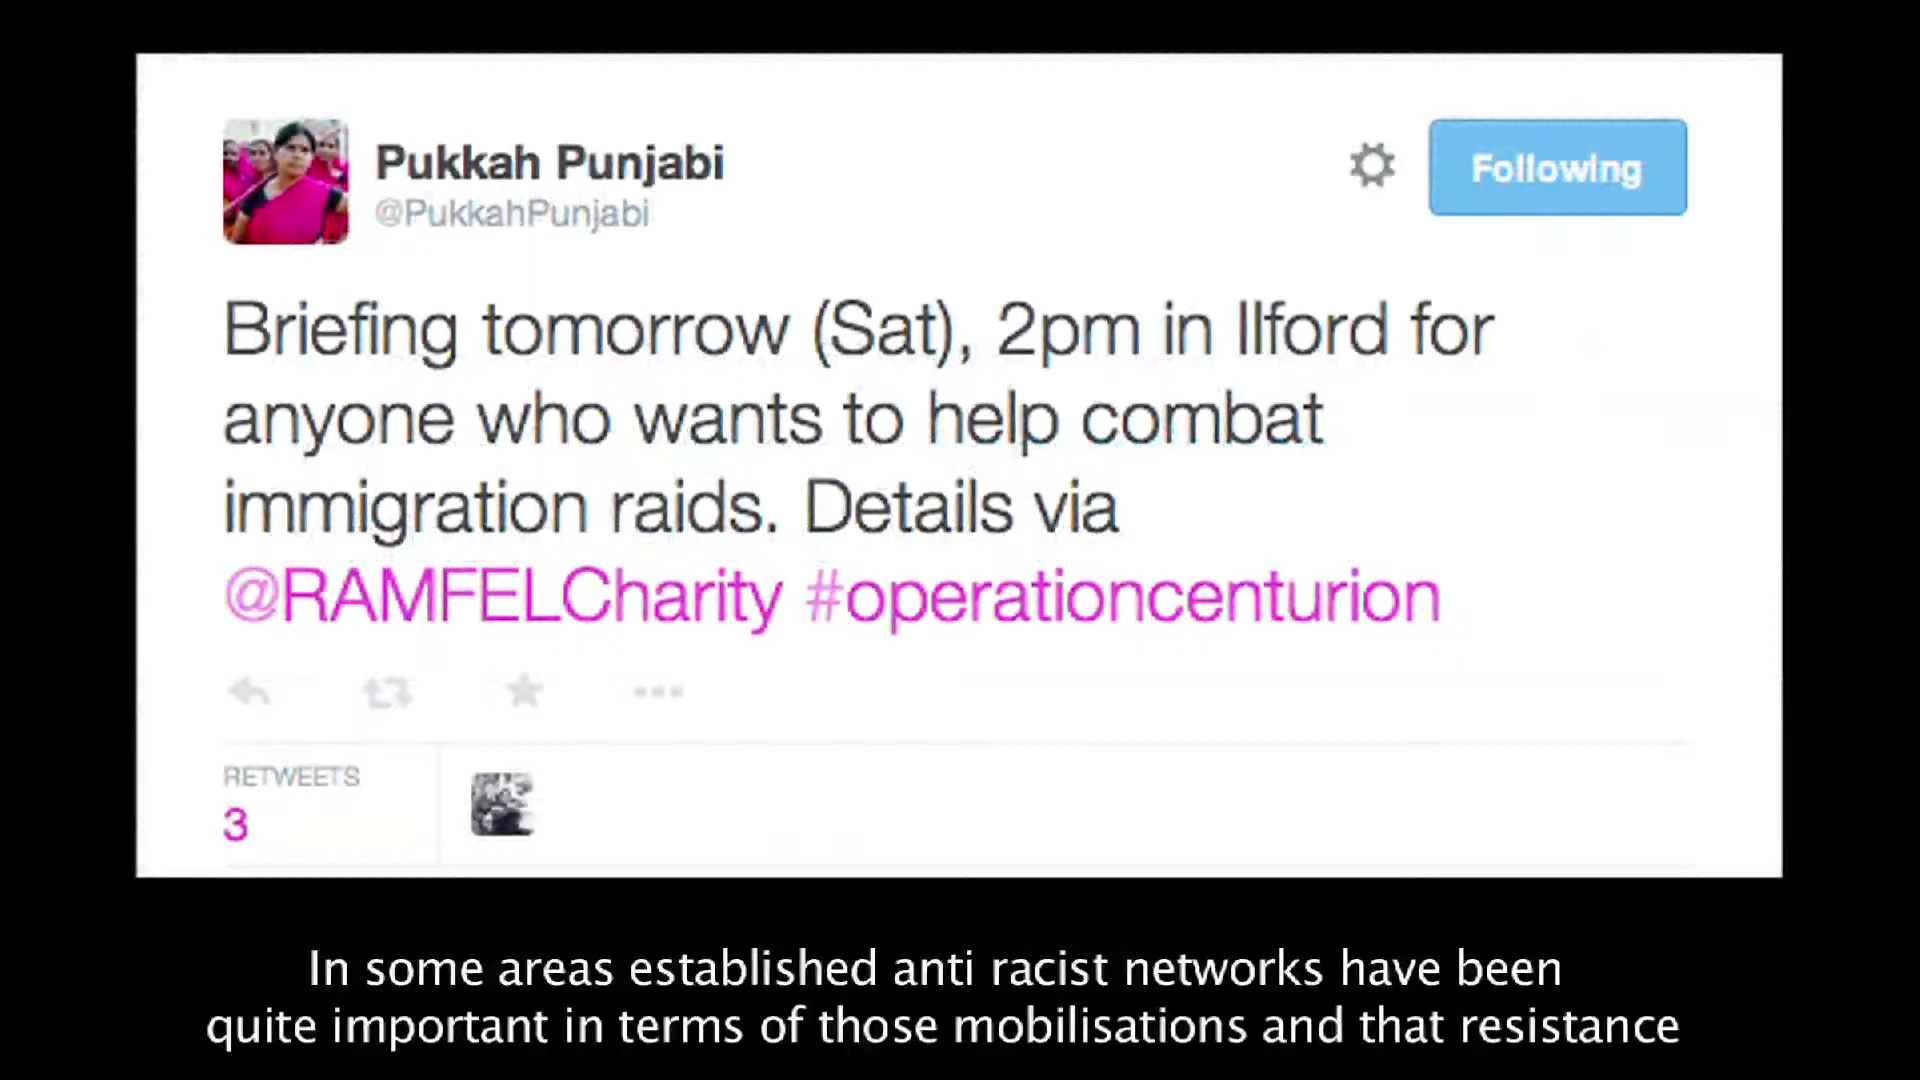 Pukkah Punjabi
@PukkahPunjabi
Following
Briefing tomorrow (Sat), 2pm in Ilford for
anyone who wants to help combat
immigration raids. Details via
@RAMFELCharity #operationcenturion
RETWEETS
3
In some areas established anti racist networks have been
quite important in terms of those mobilisations and that resistance